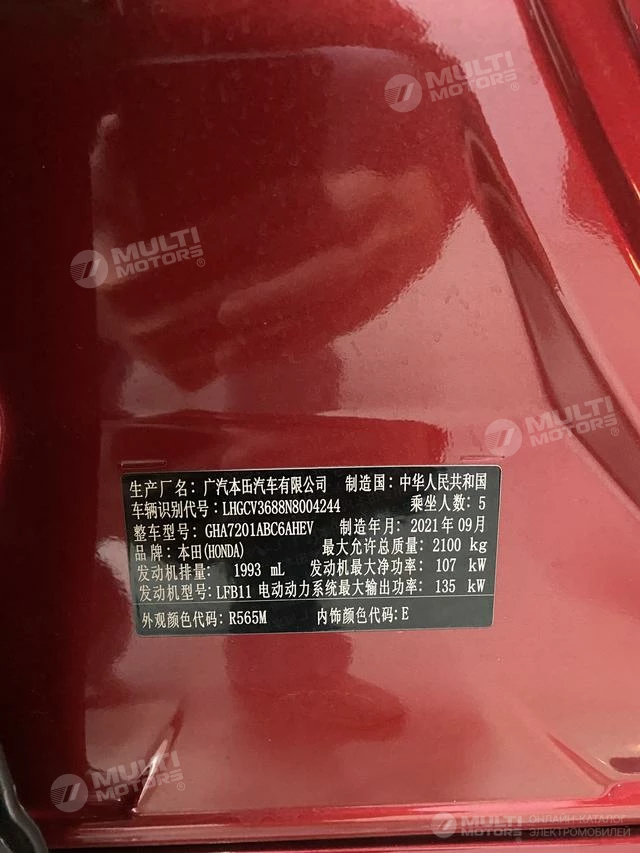 MULTI
MOTORS®
MULTI
MOTORS®
MULTI
MOTORS®
生产厂名: 广汽本田汽车有限公司 制造国: 中华人民共和国
车辆识别代号: LHGCV3688N8004244 乘坐人数: 5
整车型号: GHA7201ABC6AHEV 制造年月: 2021年09月
品牌: 本田(HONDA) 最大允许总质量: 2100 kg
发动机排量: 1993 mL 发动机最大净功率: 107 kW
发动机型号: LFB11 电动动力系统最大输出功率: 135 kW
外观颜色代码: R565M 内饰颜色代码: E
MULTI
MOTORS®
MULTI
MOTORS®
ОНЛАЙН-КАТАЛОГ
ЭЛЕКТРОМОБИЛЕЙ